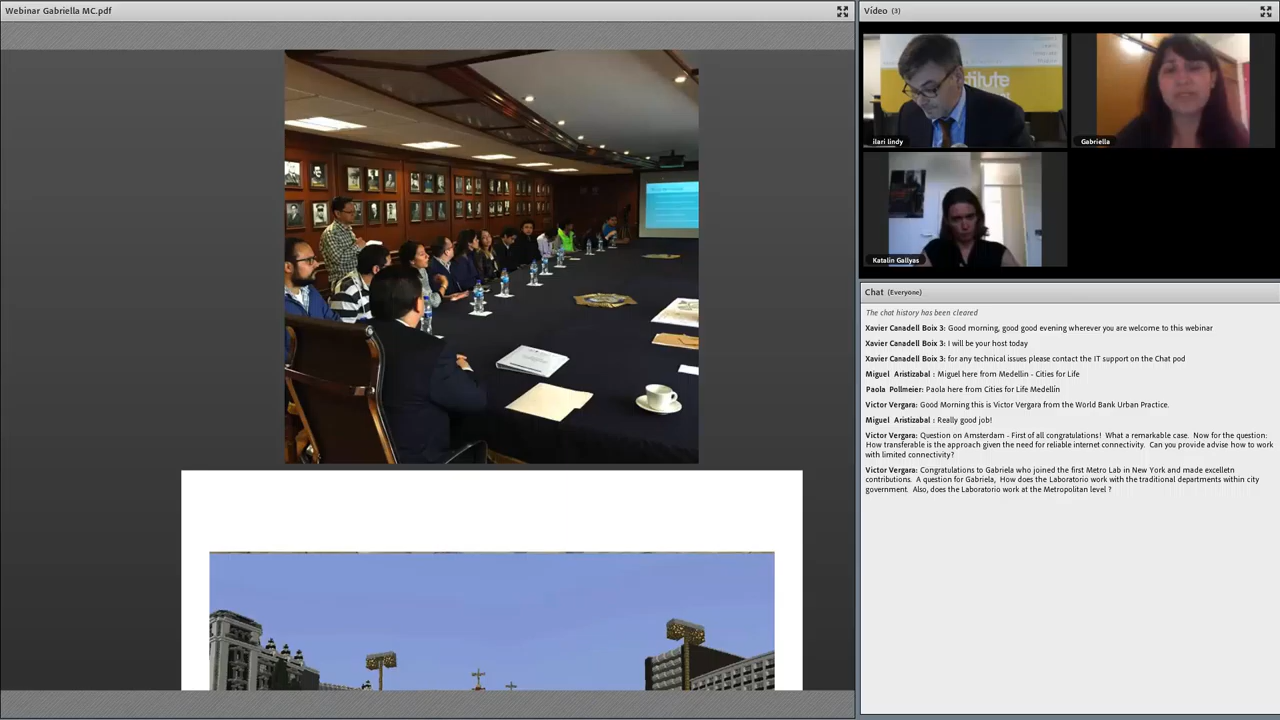 Webinar Gabriella MC.pdf
Vídeo (3)
stitute
ilari lindy
Gabriella
Katalin Gallyas
Chat (Everyone)
The chat history has been cleared
Xavier Canadell Boix 3: Good morning, good good evening wherever you are welcome to this webinar
Xavier Canadell Boix 3: I will be your host today
Xavier Canadell Boix 3: for any technical issues please contact the IT support on the Chat pod
Miguel Aristizabal : Miguel here from Medellin - Cities for Life
Paola Pollmeier: Paola here from Cities for Life Medellín
Victor Vergara: Good Morning this is Victor Vergara from the World Bank Urban Practice.
Miguel Aristizabal : Really good job!
Victor Vergara: Question on Amsterdam - First of all congratulations! What a remarkable case. Now for the question:
How transferable is the approach given the need for reliable internet connectivity. Can you provide advise how to work
with limited connectivity?
Victor Vergara: Congratulations to Gabriela who joined the first Metro Lab in New York and made excelletn
contributions. A question for Gabriela, How does the Laboratorio work with the traditional departments within city
government. Also, does the Laboratorio work at the Metropolitan level ?